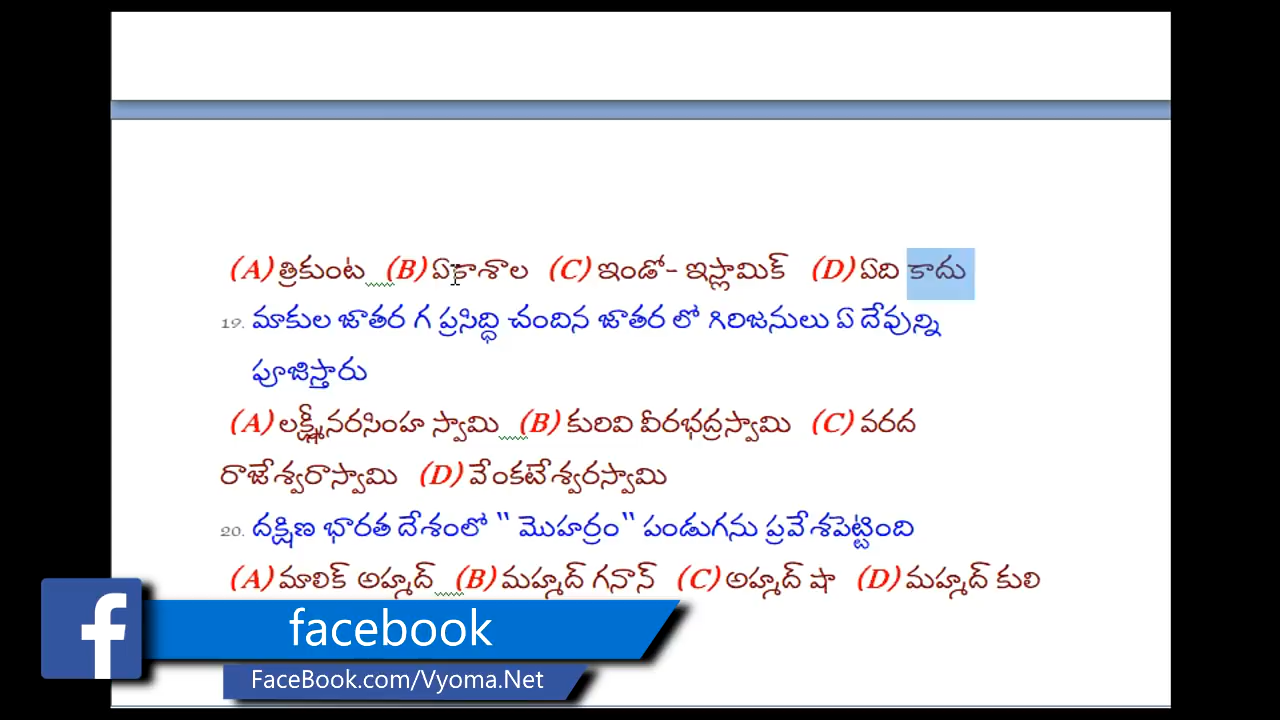 (A) త్రికుంట (B) ఏకాశాల (C) ఇండో- ఇస్లామిక్ (D) ఏది కాదు
19. మాకుల జాతర గ ప్రసిద్ధి చందిన జాతర లో గిరిజనులు ఏ దేవున్ని
పూజిస్తారు
(A) లక్ష్మీనరసింహ స్వామి (B) కురివి వీరభద్రస్వామి (C) వరద
రాజేశ్వరాస్వామి (D) వేంకటేశ్వరస్వామి
20. దక్షిణ భారత దేశంలో " మొహర్రం" పండుగను ప్రవేశపెట్టింది
(A) మాలిక్ అహ్మద్ (B) మహ్మద్ గవాన్ (C) అహ్మద్ షా (D) మహ్మద్ కులి
facebook
FaceBook.com/Vyoma.Net